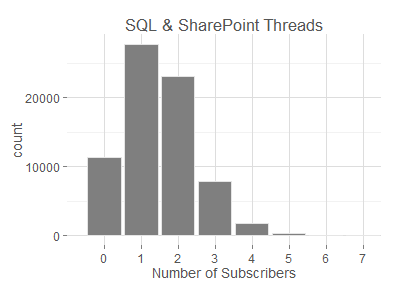 SQL & SharePoint Threads
count
20000
10000
0
0 1 2 3 4 5 6 7
Number of Subscribers